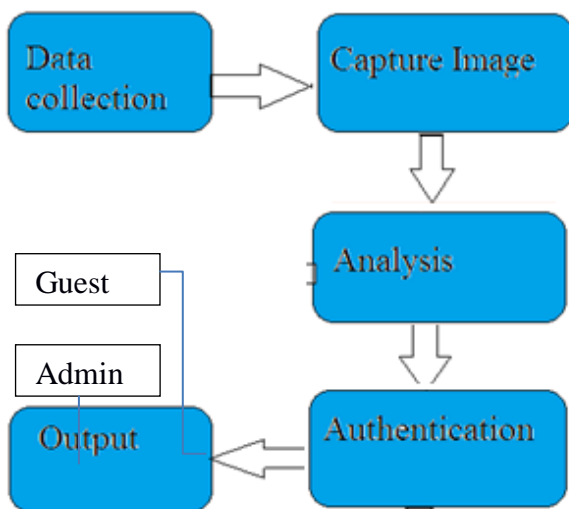 Data
collection
Capture Image
Analysis
Guest
Admin
Output
Authentication